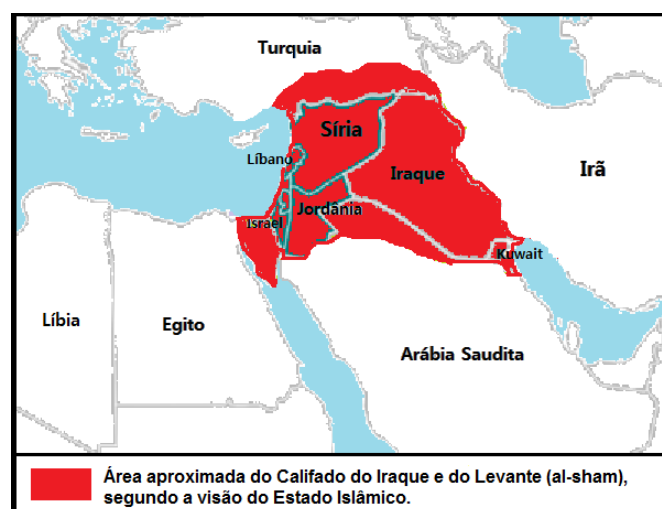 Turquia
Síria
Líbano
Iraque
Irã
Israel
Jordânia
Kuwait
Líbia
Egito
Arábia Saudita
Área aproximada do Califado do Iraque e do Levante (al-sham),
segundo a visão do Estado Islâmico.